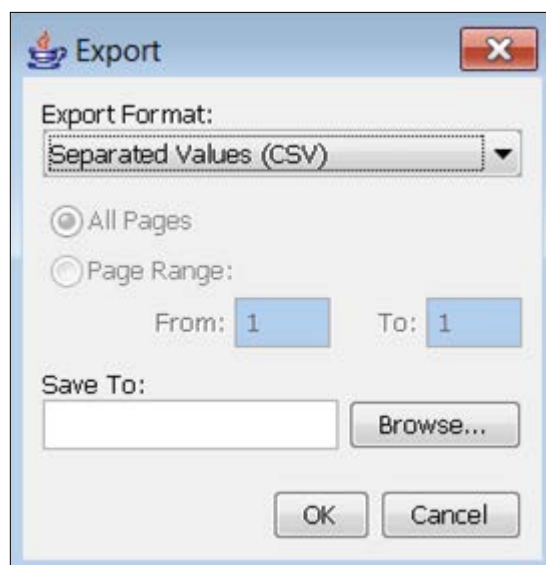 Export
Export Format:
Separated Values (CSV)
All Pages
Page Range:
From: 1 To: 1
Save To:
Browse...
OK Cancel